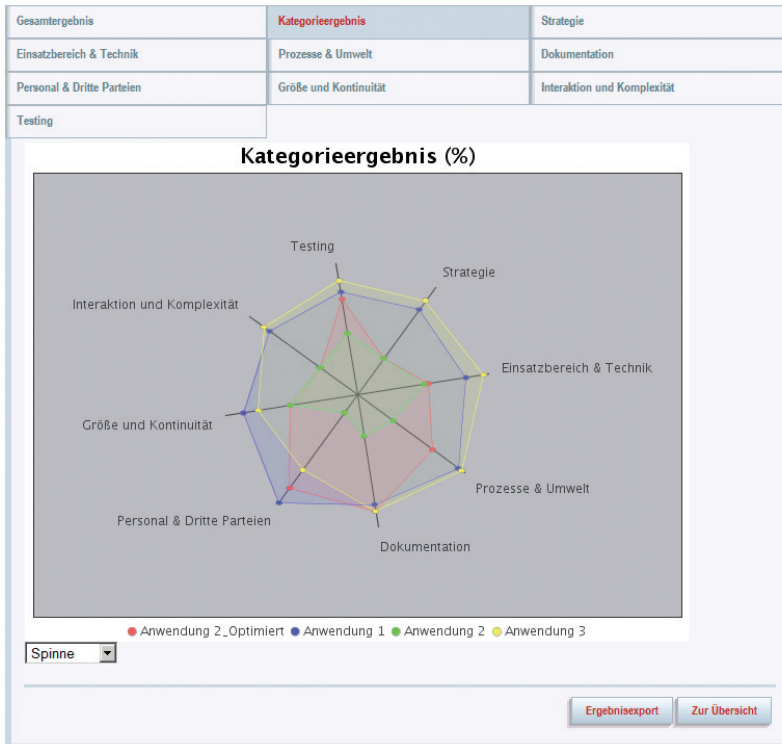 Gesamtergebnis
Kategorieergebnis
Strategie
Einsatzbereich & Technik
Prozesse & Umwelt
Dokumentation
Personal & Dritte Parteien
Größe und Kontinuität
Interaktion und Komplexität
Testing
Kategorieergebnis (%)
Testing
Strategie
Interaktion und Komplexität
Einsatzbereich & Technik
Größe und Kontinuität
Prozesse & Umwelt
Personal & Dritte Parteien
Dokumentation
Anwendung 2_Optimiert Anwendung 1 Anwendung 2 Anwendung 3
Spinne
Ergebnisexport
Zur Übersicht